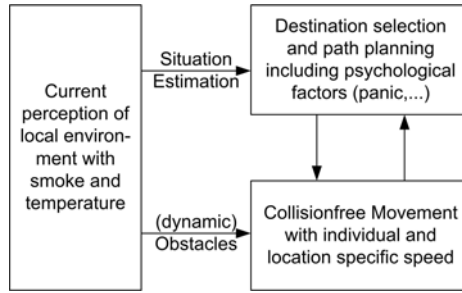 Current
perception of
local environ-
ment with
smoke and
temperature
Situation
Estimation
(dynamic)
Obstacles
Destination selection
and path planning
including psychological
factors (panic,...)
Collisionfree Movement
with individual and
location specific speed